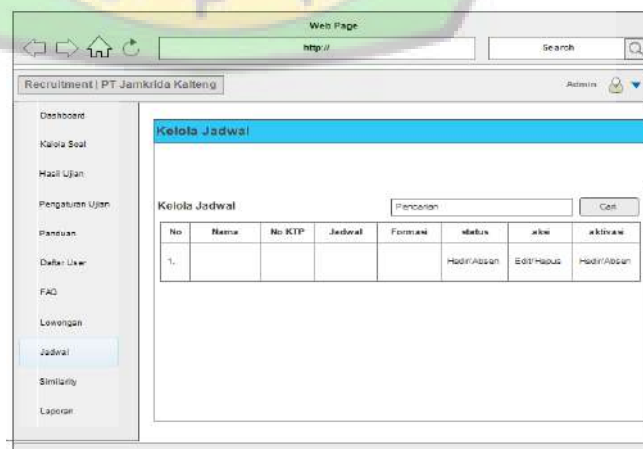 Web Page
http://
Search
Recruitment | PT Jamkrida Kalteng
Admin
Dashboard
Kelola Soal
Hasil Ujian
Pengaturan Ujian
Panduan
Daftar User
FAQ
Lowongan
Jadwal
Similarity
Laporan
Kelola Jadwal
Kelola Jadwal
Pencarian
Cari
No Nama No KTP Jadwal Formasi status aksi aktivasi
1. Hadir/Absen Edit/Hapus Hadir/Absen